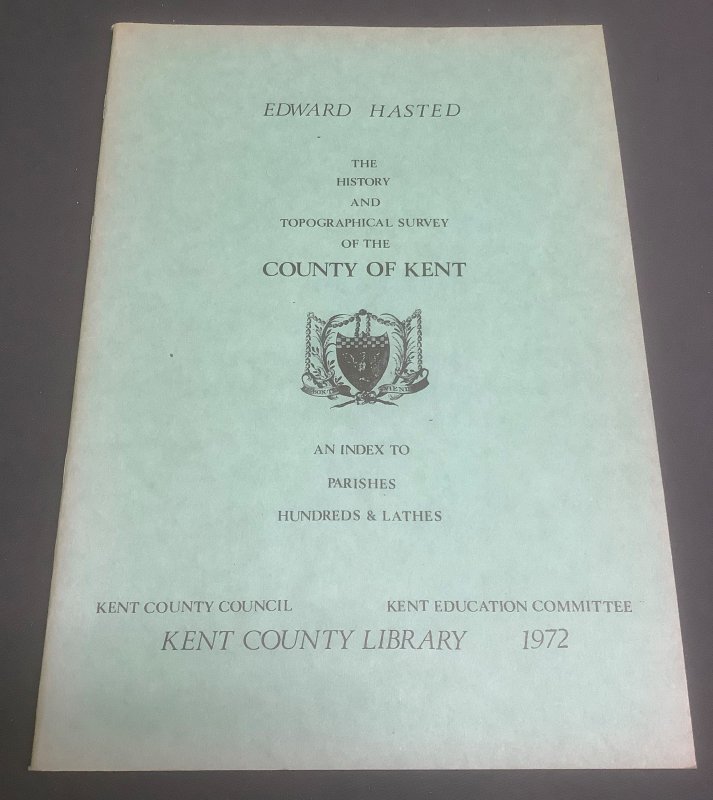 EDWARD HASTED
THE
HISTORY
AND
TOPOGRAPHICAL SURVEY
OF THE
COUNTY OF KENT
AN INDEX TO
PARISHES
HUNDREDS & LATHES
KENT COUNTY COUNCIL KENT EDUCATION COMMITTEE
KENT COUNTY LIBRARY 1972